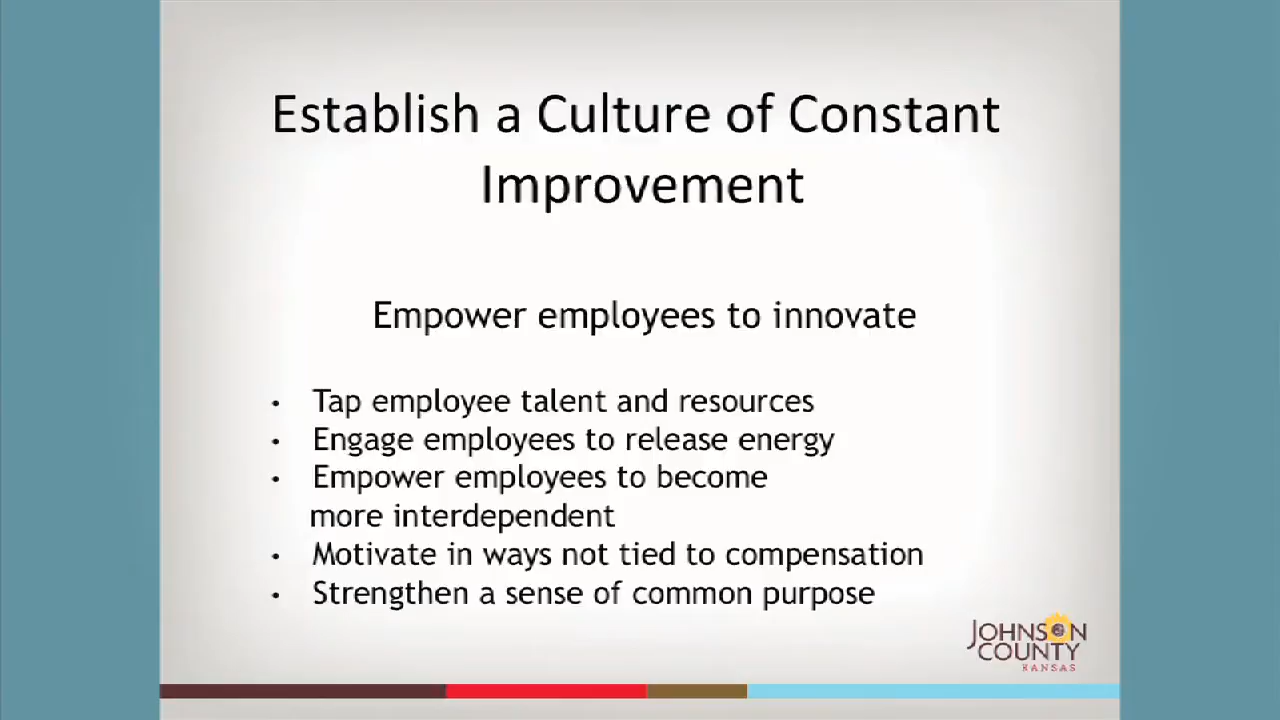 Establish a Culture of Constant
Improvement
Empower employees to innovate
• Tap employee talent and resources
• Engage employees to release energy
• Empower employees to become
more interdependent
• Motivate in ways not tied to compensation
• Strengthen a sense of common purpose
JOHNSON
COUNTY
KANSAS